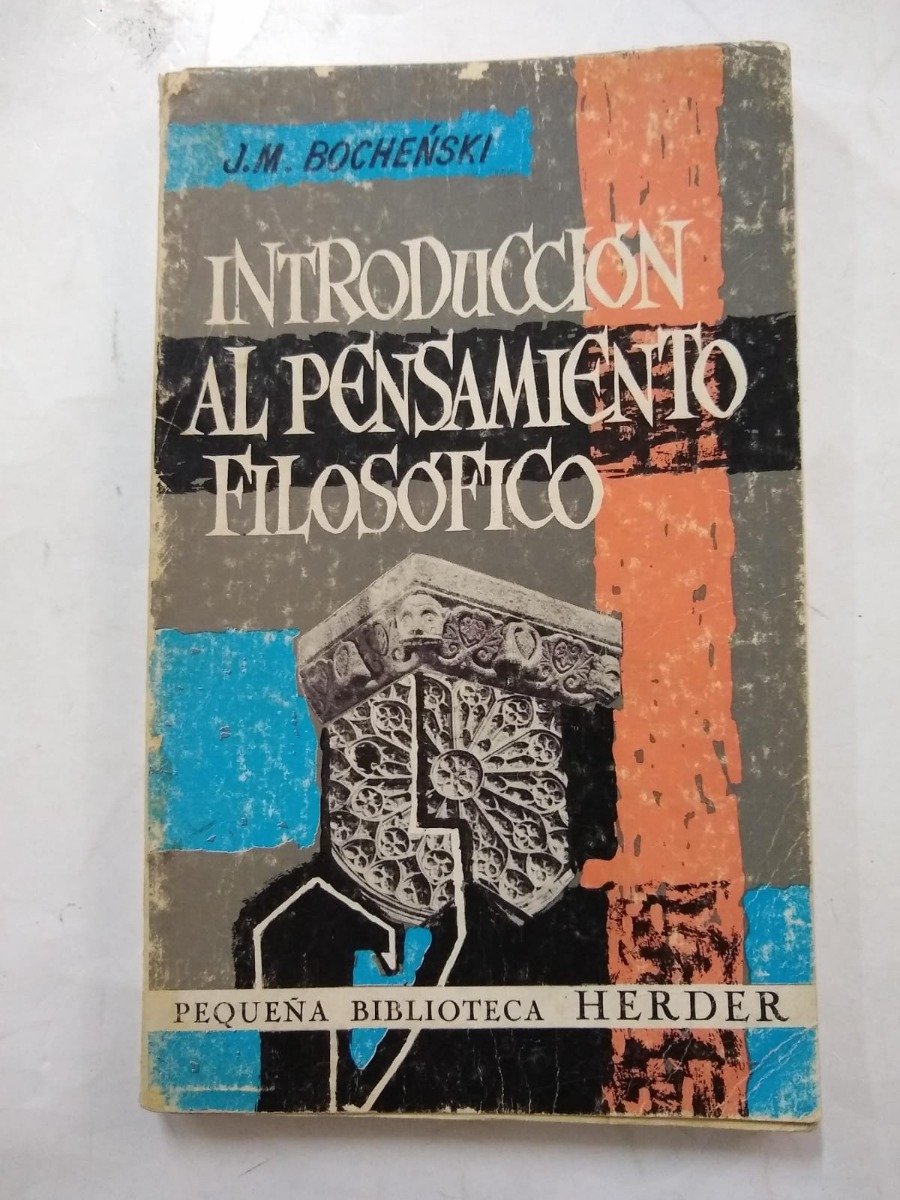 J.M. BOCHEŃSKI
INTRODUCCIÓN
AL PENSAMIENTO
FILOSÓFICO
PEQUEÑA BIBLIOTECA HERDER